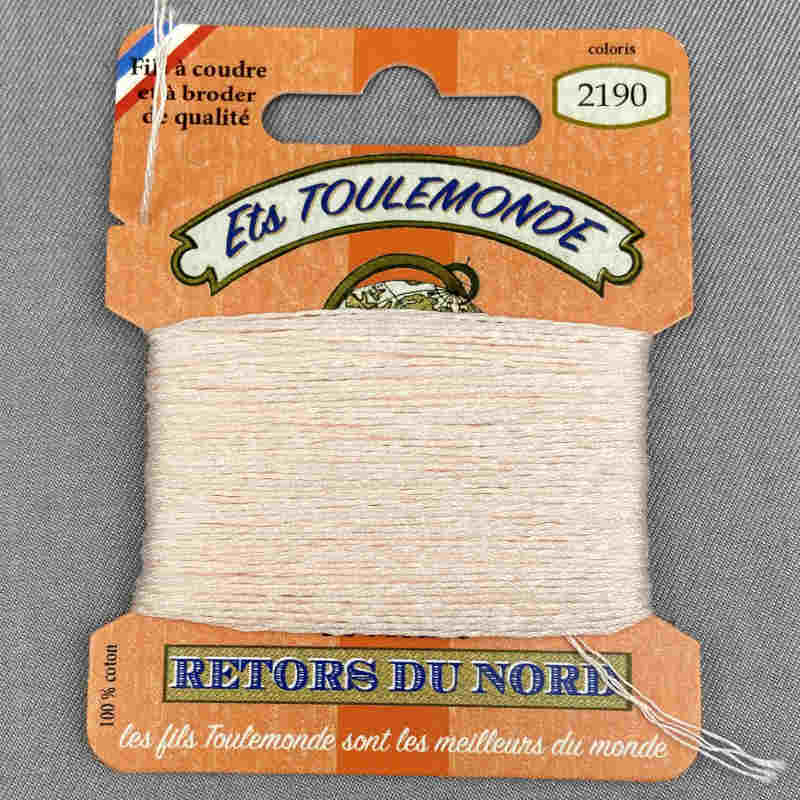 Fils à coudre
et à broder
de qualité
coloris
2190
Ets TOULEMONDE
100 % coton
RETORS DU NORD
les fils Toulemonde sont les meilleurs du monde